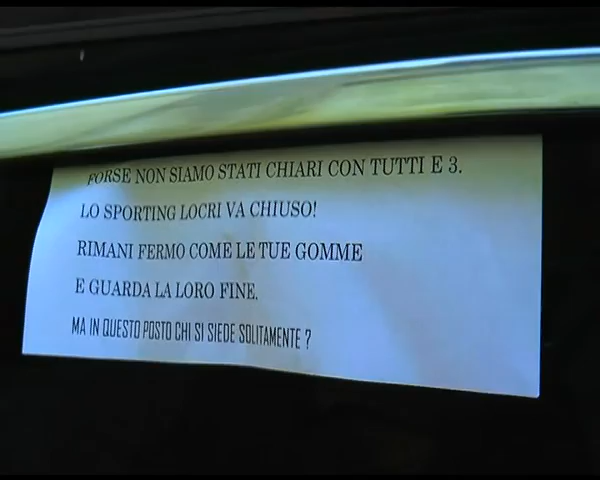 FORSE NON SIAMO STATI CHIARI CON TUTTI E 3.
LO SPORTING LOCRI VA CHIUSO!
RIMANI FERMO COME LE TUE GOMME
E GUARDA LA LORO FINE.
MA IN QUESTO POSTO CHI SI SIEDE SOLITAMENTE ?